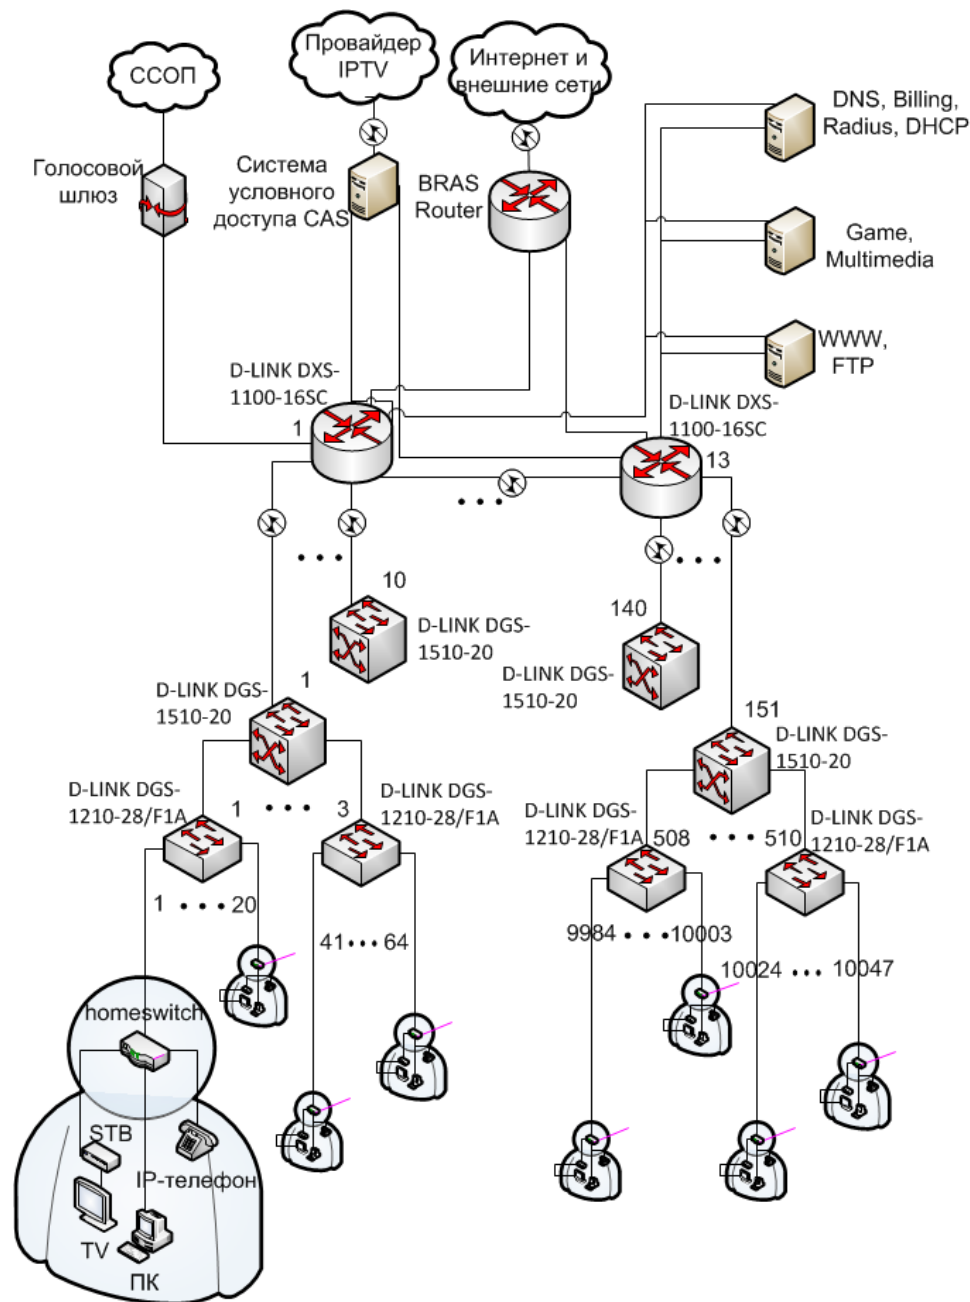 ССОП
Провайдер
IPTV
Интернет и
внешние сети
DNS, Billing,
Radius, DHCP
Голосовой
шлюз
Система
условного
доступа CAS
BRAS
Router
Game,
Multimedia
WWW,
FTP
D-LINK DXS-
1100-16SC
1
D-LINK DXS-
1100-16SC
13
10
D-LINK DGS-
1510-20
140
D-LINK DGS-
1510-20
1
D-LINK DGS-
1510-20
151
D-LINK DGS-
1510-20
D-LINK DGS-
1210-28/F1A
1
3
D-LINK DGS-
1210-28/F1A
D-LINK DGS-
1210-28/F1A
508
510
D-LINK DGS-
1210-28/F1A
1
20
41
64
9984
10003
10024
10047
homeswitch
STB
IP-телефон
TV
ПК